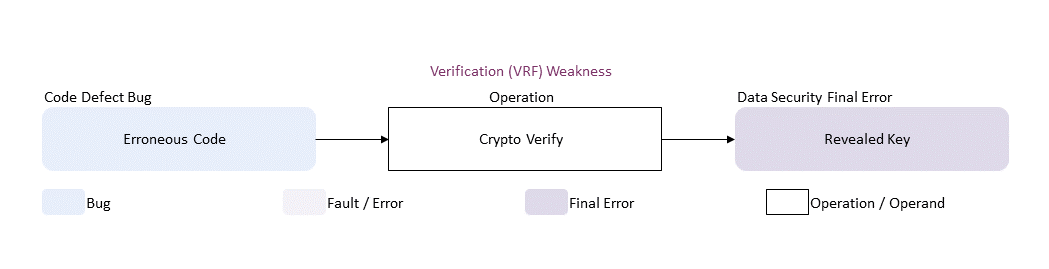 Verification (VRF) Weakness
Code Defect Bug
Operation
Data Security Final Error
Erroneous Code
Crypto Verify
Revealed Key
Bug
Fault / Error
Final Error
Operation / Operand